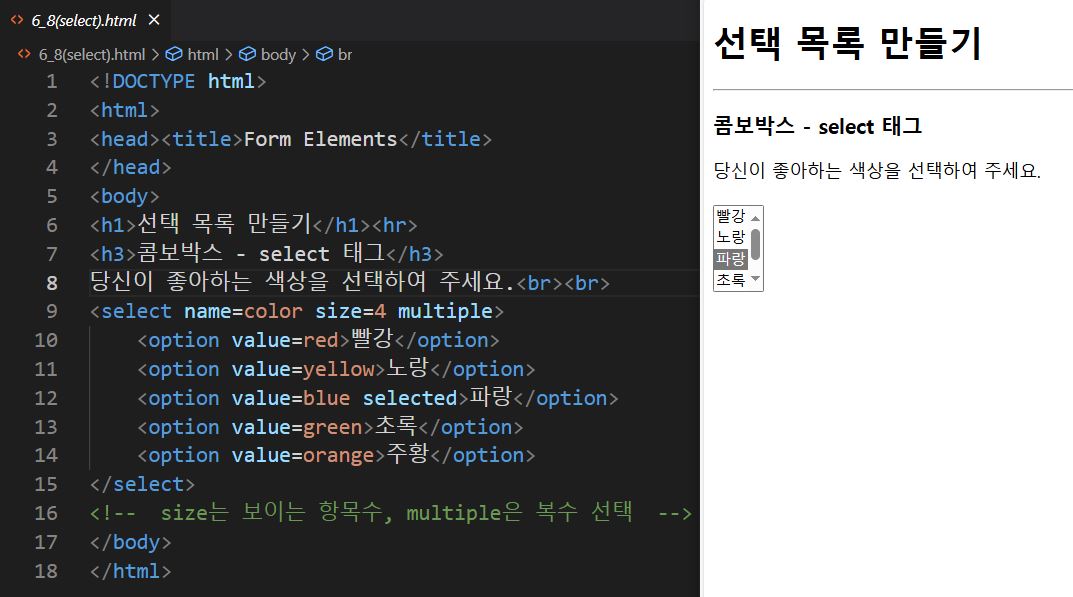 6_8(select).html
6_8(select).html > html > body > br
1 <!DOCTYPE html>
2 <html>
3 <head><title>Form Elements</title>
4 </head>
5 <body>
6 <h1>선택 목록 만들기</h1><hr>
7 <h3>콤보박스 - select 태그</h3>
8 당신이 좋아하는 색상을 선택하여 주세요.<br><br>
9 <select name=color size=4 multiple>
10 <option value=red>빨강</option>
11 <option value=yellow>노랑</option>
12 <option value=blue selected>파랑</option>
13 <option value=green>초록</option>
14 <option value=orange>주황</option>
15 </select>
16 <!--  size는 보이는 항목수, multiple은 복수 선택  -->
17 </body>
18 </html>
선택 목록 만들기
콤보박스 - select 태그
당신이 좋아하는 색상을 선택하여 주세요.
빨강
노랑
파랑
초록